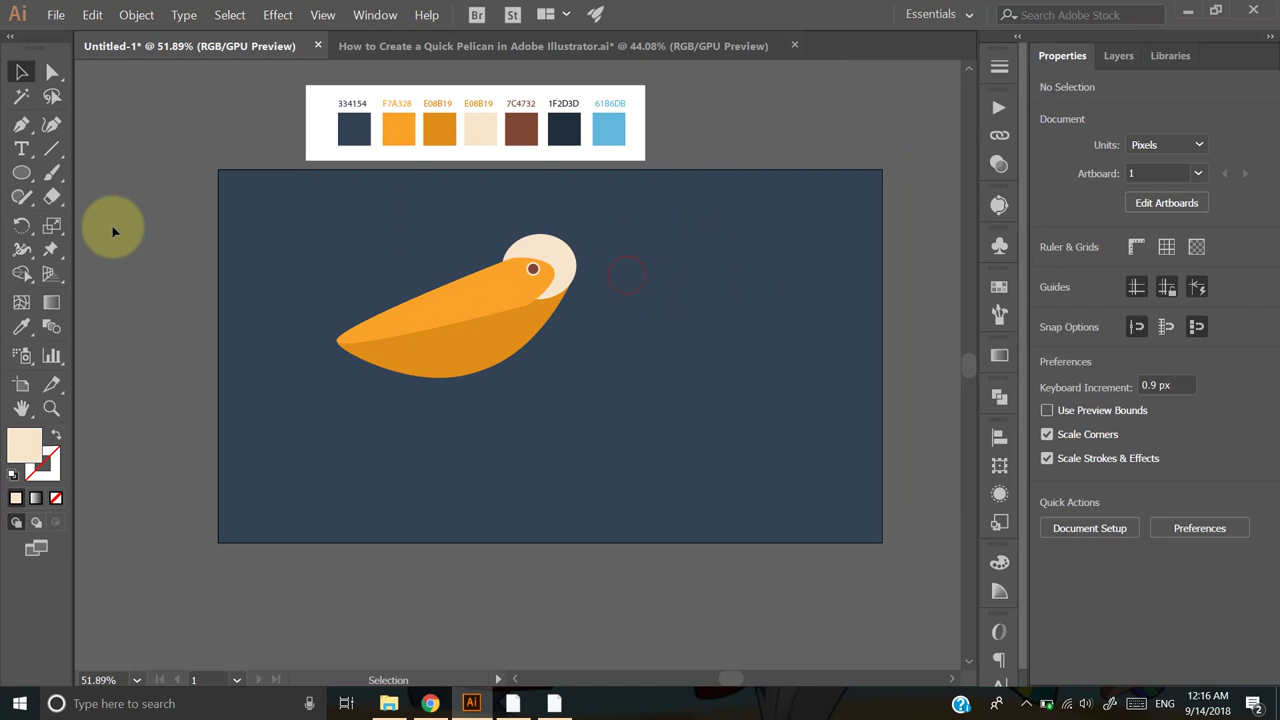 Ai File Edit Object Type Select Effect View Window Help Br St Essentials Search Adobe Stock
Untitled-1* @ 51.89% (RGB/GPU Preview) × How to Create a Quick Pelican in Adobe Illustrator.ai* @ 44.08% (RGB/GPU Preview) ×
Properties Layers Libraries
No Selection
Document
Units: Pixels
Artboard: 1
Edit Artboards
Ruler & Grids
Guides
Snap Options
Preferences
Keyboard Increment: 0.9 px
Use Preview Bounds
Scale Corners
Scale Strokes & Effects
Quick Actions
Document Setup Preferences
334154 F7A328 E08B19 E08B19 7C4732 1F2D3D 61B6DB
51.89% 1 Selection
Type here to search Ai ENG 12:16 AM
9/14/2018 2